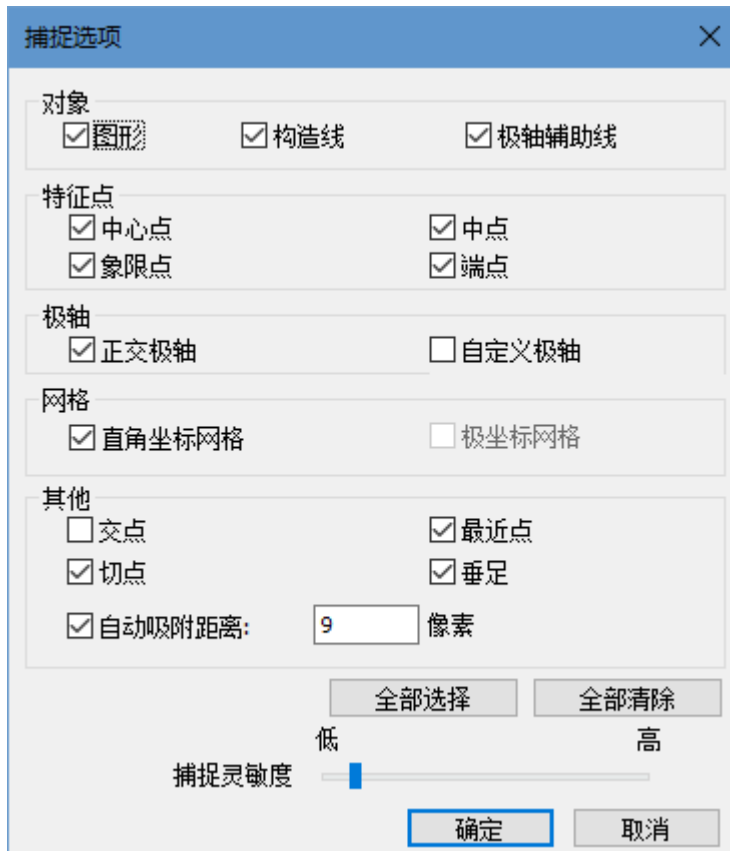 捕捉选项
对象
图形 构造线 极轴辅助线
特征点
中心点 中点
象限点 端点
极轴
正交极轴 自定义极轴
网格
直角坐标网格 极坐标网格
其他
交点 最近点
切点 垂足
自动吸附距离: 9 像素
全部选择 全部清除
低 高
捕捉灵敏度
确定 取消